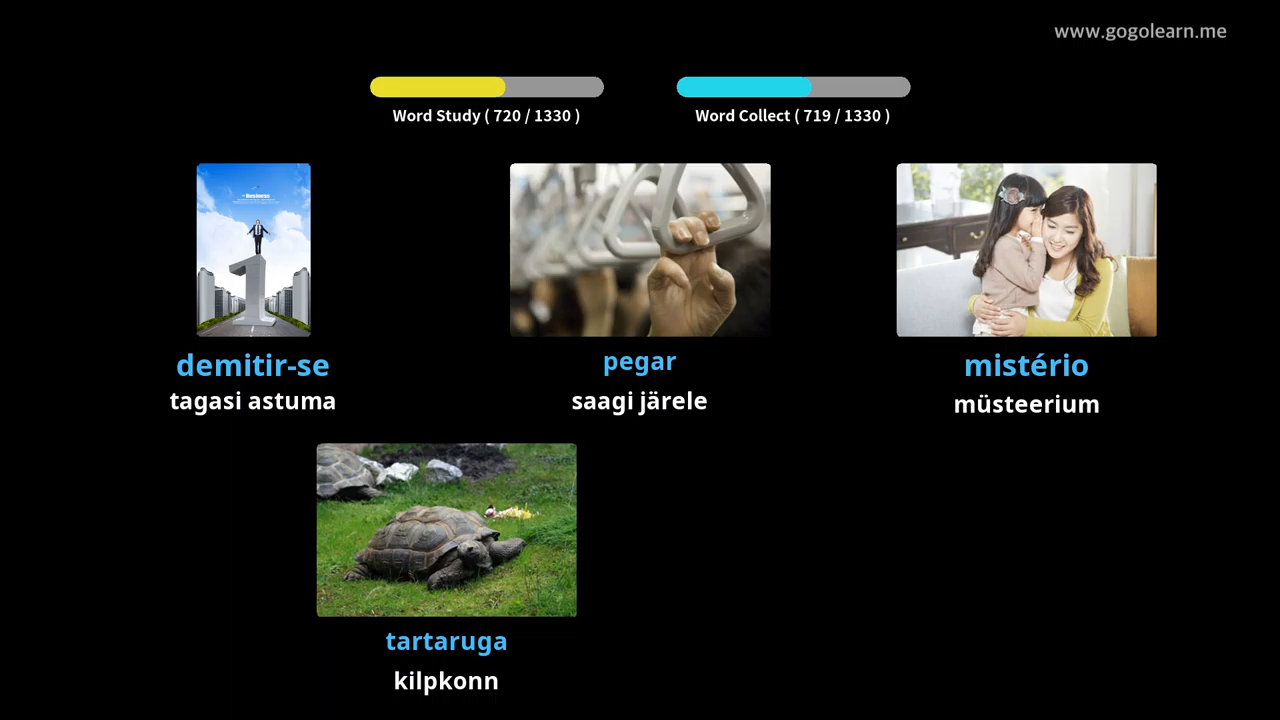 www.gogolearn.me
Word Study ( 720 / 1330 )
Word Collect ( 719 / 1330 )
Business
demitir-se
tagasi astuma
pegar
saagi järele
mistério
müsteerium
tartaruga
kilpkonn